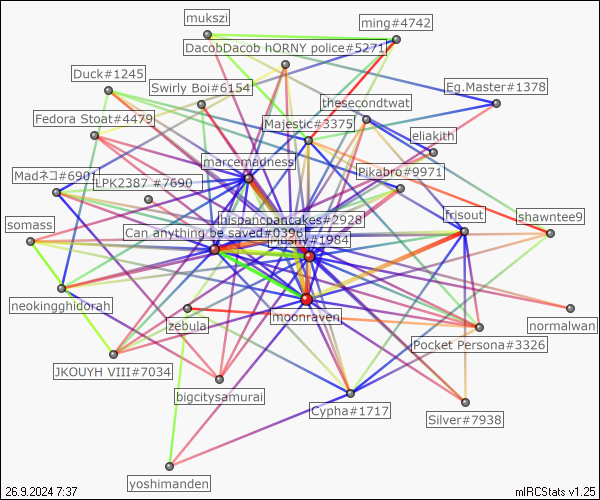 mukszi
ming#4742
DacobDacob hORNY police#5271
Duck#1245
Swirly Boi#6154
Eg.Master#1378
thesecondtwat
Fedora Stoat#4479
Majestic#3375
eliakith
marcemadness
Pikabro#9971
Madネコ#6901
LPK2387 #7690
hispancpancakes#2928
frisout
shawntee9
somass
Can anything be saved#0396
Mushy#1984
neokingghidorah
moonraven
normalwan
zebula
Pocket Persona#3326
JKOUYH VIII#7034
bigcitysamurai
Cypha#1717
Silver#7938
yoshimanden
26.9.2024 7:37
mIRCStats v1.25